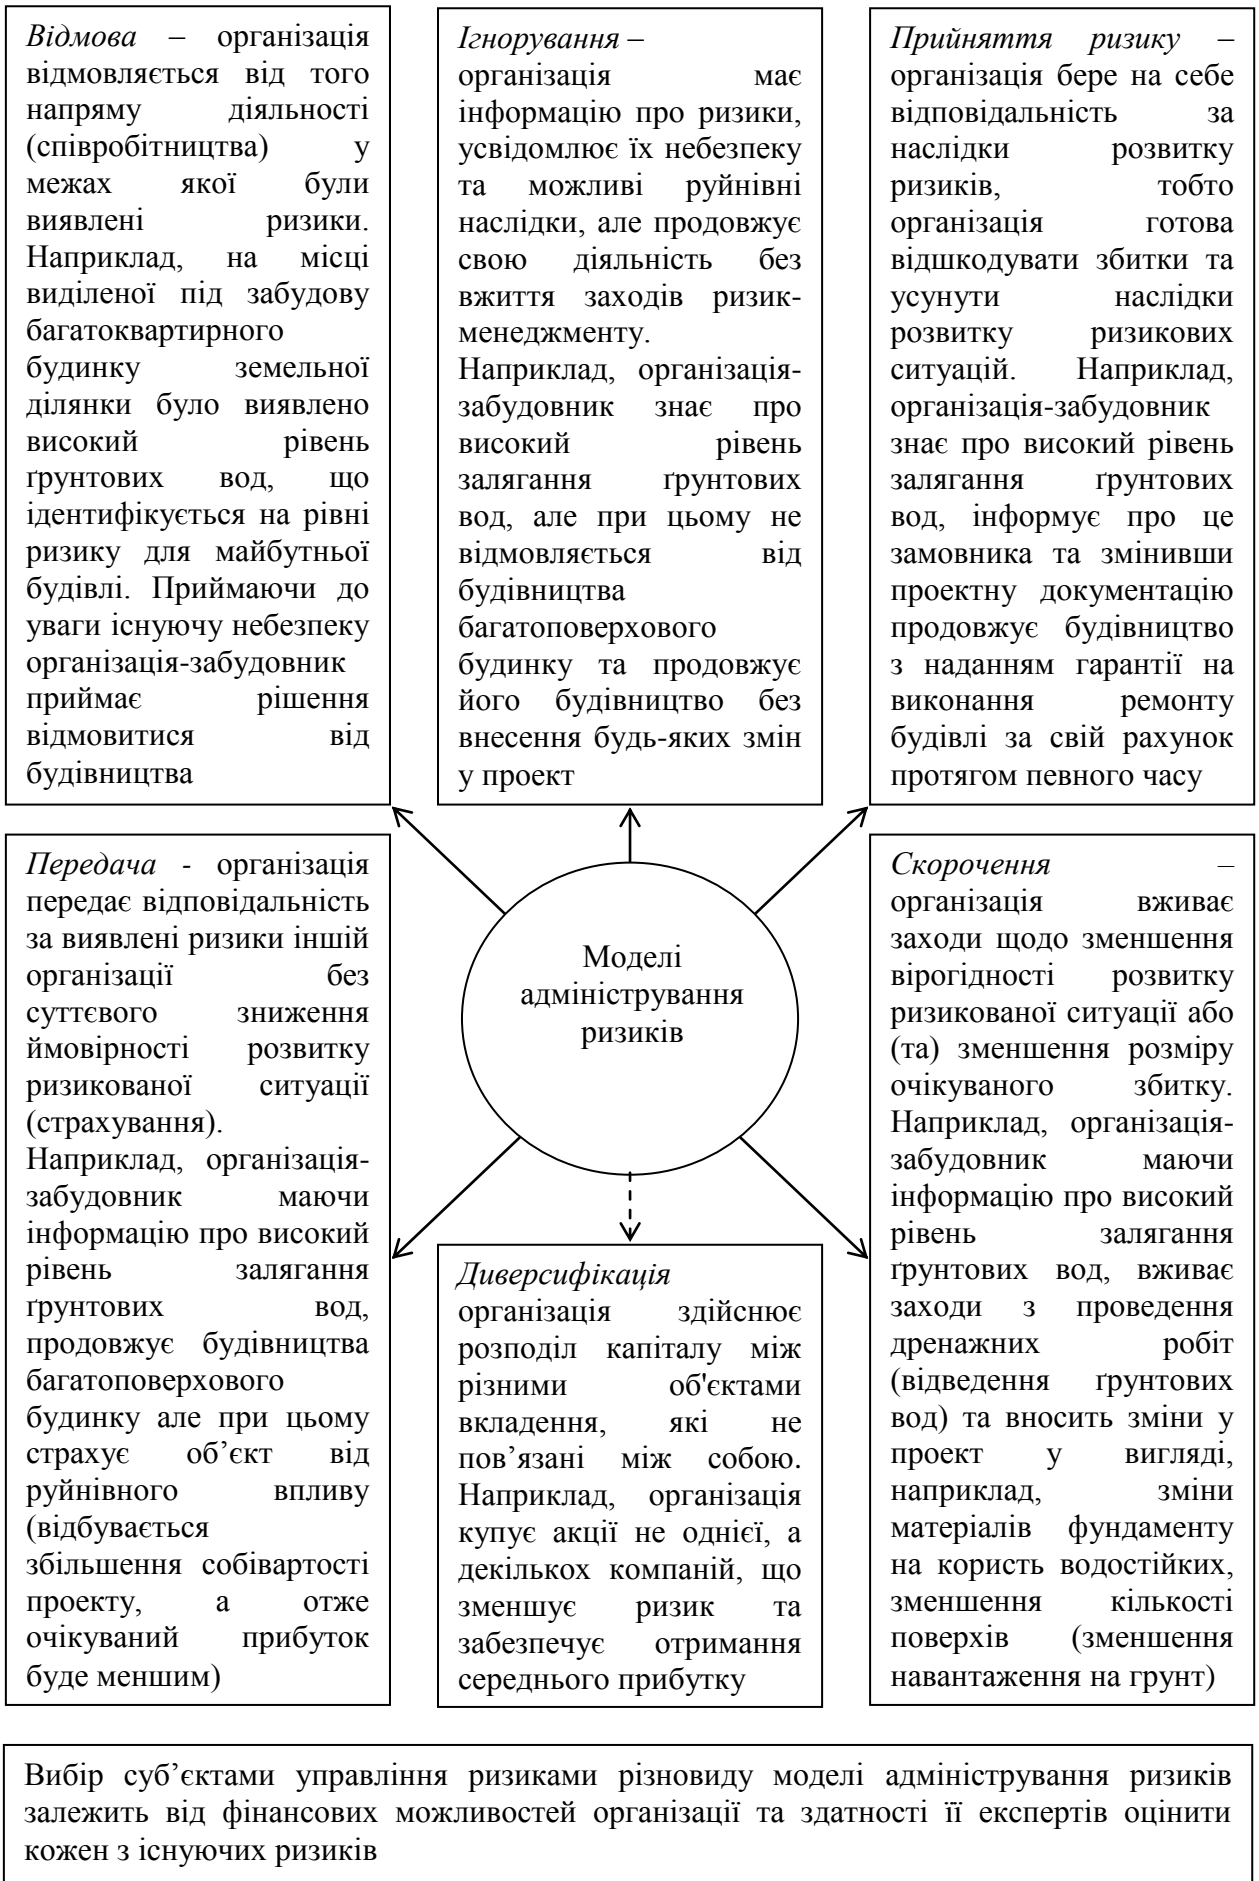 Відмова – організація
відмовляється від того
напряму діяльності
(співробітництва) у
межах якої були
виявлені ризики.
Наприклад, на місці
виділеної під забудову
багатоквартирного
будинку земельної
ділянки було виявлено
високий рівень
ґрунтових вод, що
ідентифікується на рівні
ризику для майбутньої
будівлі. Приймаючи до
уваги існуючу небезпеку
організація-забудовник
приймає рішення
відмовитися від
будівництва
Ігнорування –
організація має
інформацію про ризики,
усвідомлює їх небезпеку
та можливі руйнівні
наслідки, але продовжує
свою діяльність без
вжиття заходів ризик-
менеджменту.
Наприклад, організація-
забудовник знає про
високий рівень
залягання ґрунтових
вод, але при цьому не
відмовляється від
будівництва
багатоповерхового
будинку та продовжує
його будівництво без
внесення будь-яких змін
у проект
Прийняття ризику –
організація бере на себе
відповідальність за
наслідки розвитку
ризиків, тобто
організація готова
відшкодувати збитки та
усунути наслідки
розвитку ризикових
ситуацій. Наприклад,
організація-забудовник
знає про високий рівень
залягання ґрунтових
вод, інформує про це
замовника та змінивши
проектну документацію
продовжує будівництво
з наданням гарантії на
виконання ремонту
будівлі за свій рахунок
протягом певного часу
Передача - організація
передає відповідальність
за виявлені ризики іншій
організації без
суттєвого зниження
ймовірності розвитку
ризикованої ситуації
(страхування).
Наприклад, організація-
забудовник маючи
інформацію про високий
рівень залягання
ґрунтових вод,
продовжує будівництва
багатоповерхового
будинку але при цьому
страхує об’єкт від
руйнівного впливу
(відбувається
збільшення собівартості
проекту, а отже
очікуваний прибуток
буде меншим)
Моделі
адміністрування
ризиків
Диверсифікація
організація здійснює
розподіл капіталу між
різними об'єктами
вкладення, які не
пов’язані між собою.
Наприклад, організація
купує акції не однієї, а
декількох компаній, що
зменшує ризик та
забезпечує отримання
середнього прибутку
Скорочення –
організація вживає
заходи щодо зменшення
вірогідності розвитку
ризикованої ситуації або
(та) зменшення розміру
очікуваного збитку.
Наприклад, організація-
забудовник маючи
інформацію про високий
рівень залягання
ґрунтових вод, вживає
заходи з проведення
дренажних робіт
(відведення ґрунтових
вод) та вносить зміни у
проект у вигляді,
наприклад, зміни
матеріалів фундаменту
на користь водостійких,
зменшення кількості
поверхів (зменшення
навантаження на грунт)
Вибір суб’єктами управління ризиками різновиду моделі адміністрування ризиків
залежить від фінансових можливостей організації та здатності її експертів оцінити
кожен з існуючих ризиків